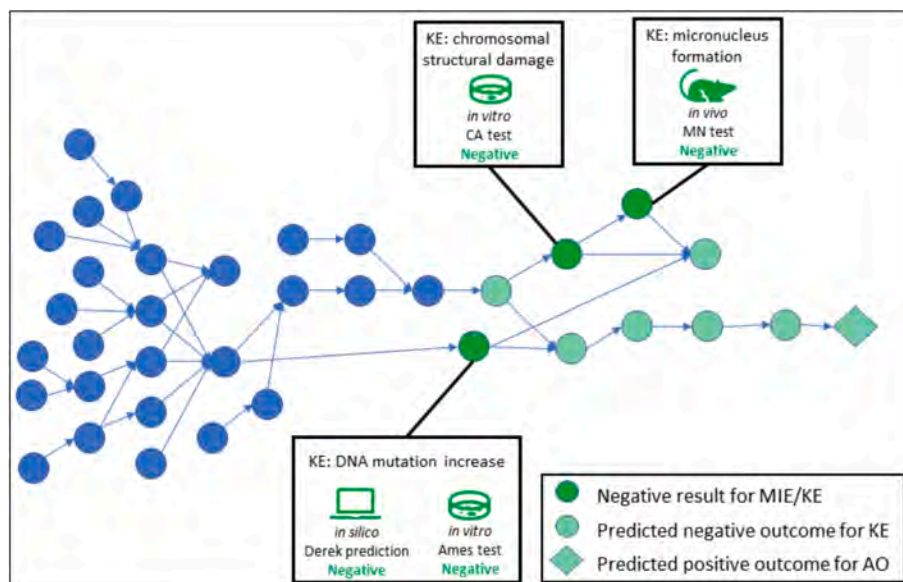 KE: chromosomal
structural damage
in vitro
CA test
Negative
KE: micronucleus
formation
in vivo
MN test
Negative
KE: DNA mutation increase
in silico
Derek prediction
Negative
in vitro
Ames test
Negative
Negative result for MIE/KE
Predicted negative outcome for KE
Predicted positive outcome for AO